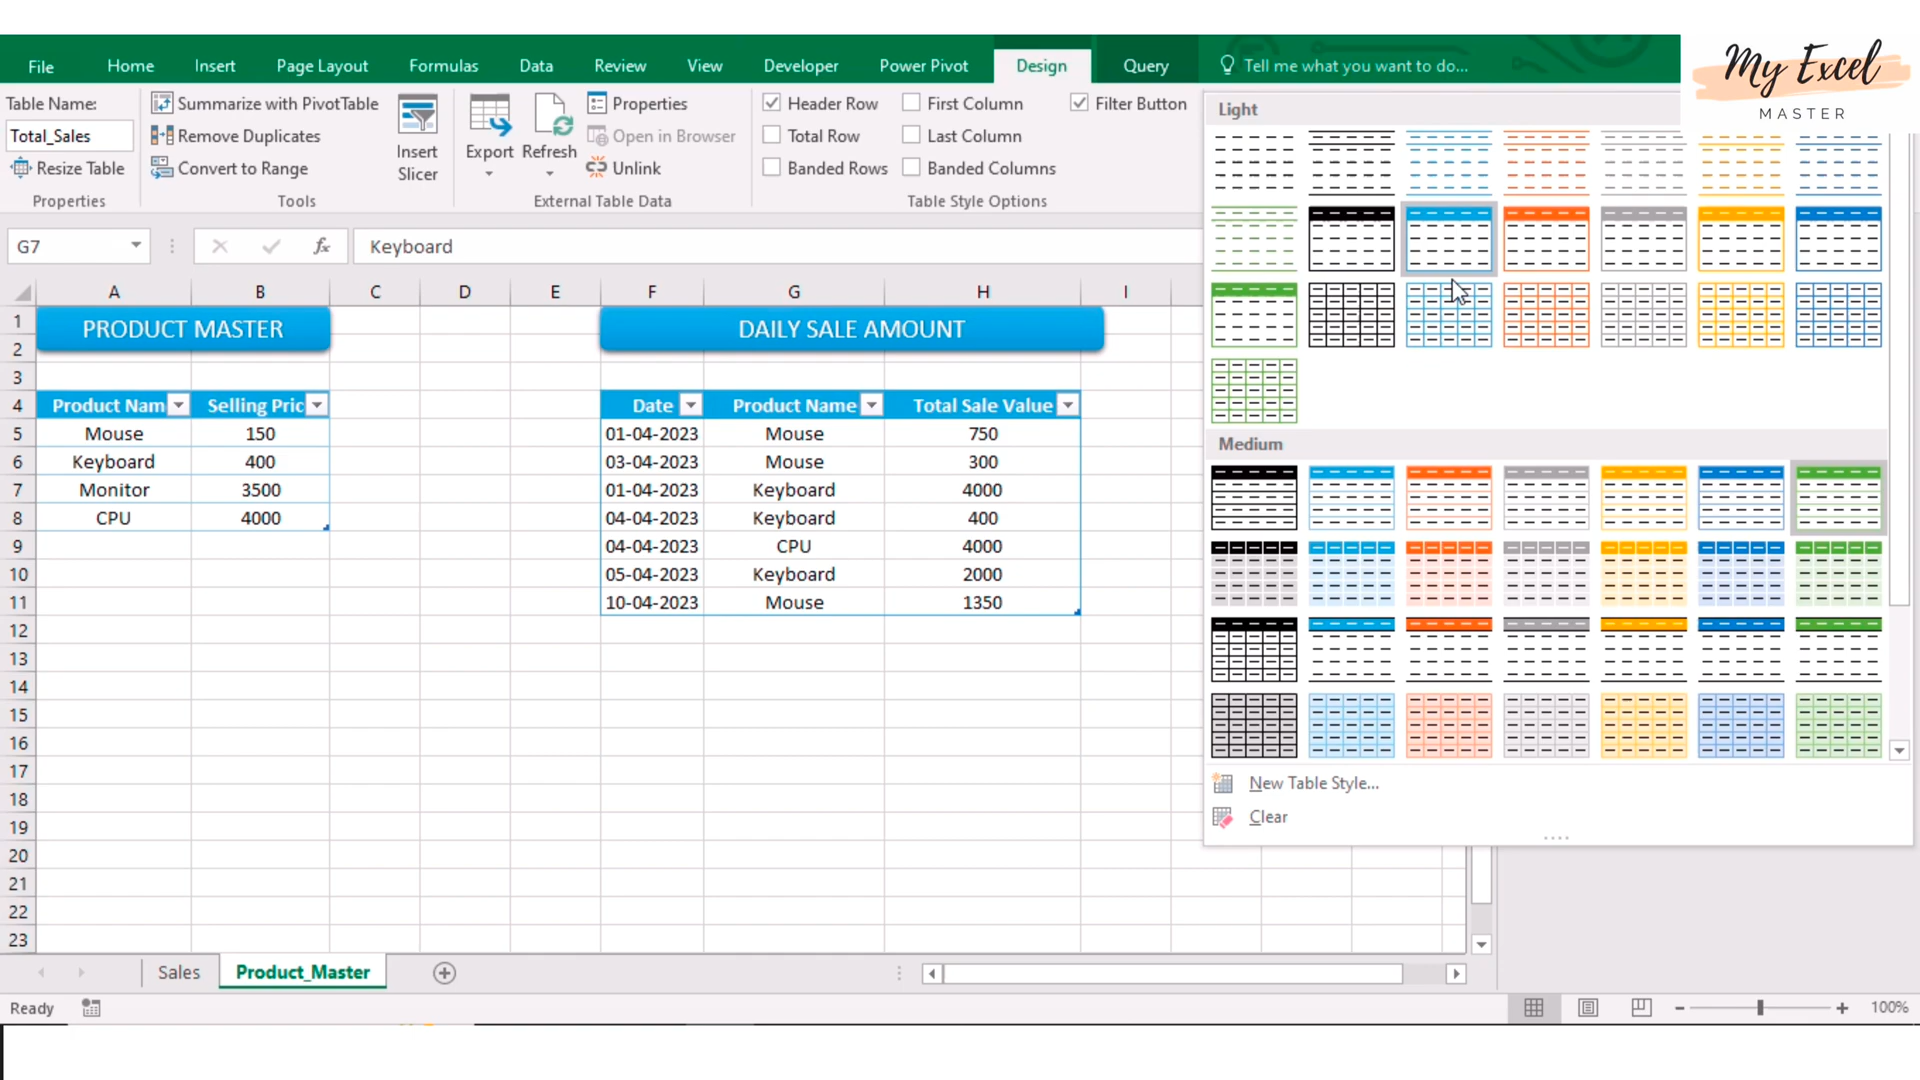 My Excel
MASTER
File Home Insert Page Layout Formulas Data Review View Developer Power Pivot Design Query Tell me what you want to do...
Table Name:
Total_Sales
Resize Table
Properties
Summarize with PivotTable
Remove Duplicates
Convert to Range
Tools
Insert
Slicer
Export
Refresh
Properties
Open in Browser
Unlink
External Table Data
Header Row First Column Filter Button
Total Row Last Column
Banded Rows Banded Columns
Table Style Options
Light
Medium
New Table Style...
Clear
G7 fx Keyboard
A B C D E F G H I
1
2
3
PRODUCT MASTER DAILY SALE AMOUNT
4 Product Nam Selling Pric Date Product Name Total Sale Value
5 Mouse 150 01-04-2023 Mouse 750
6 Keyboard 400 03-04-2023 Mouse 300
7 Monitor 3500 01-04-2023 Keyboard 4000
8 CPU 4000 04-04-2023 Keyboard 400
9 04-04-2023 CPU 4000
10 05-04-2023 Keyboard 2000
11 10-04-2023 Mouse 1350
12
13
14
15
16
17
18
19
20
21
22
23
Sales Product_Master
Ready 100%